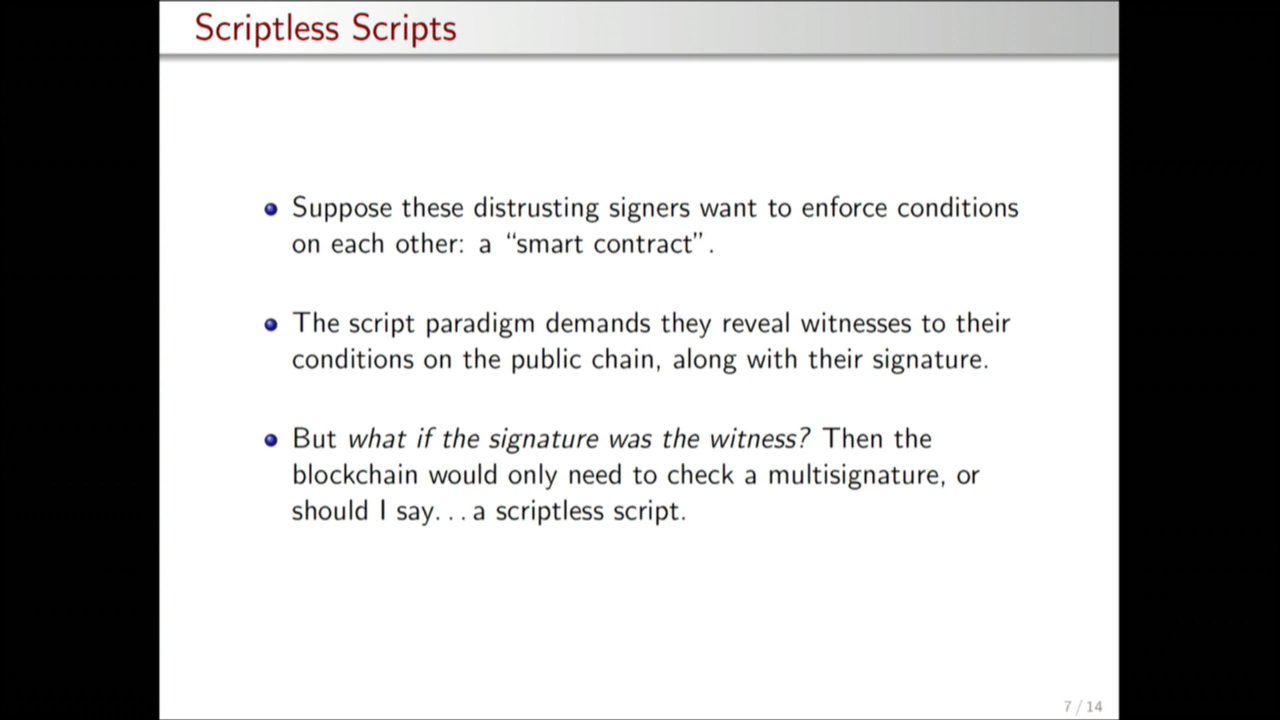 Scriptless Scripts
Suppose these distrusting signers want to enforce conditions
on each other: a “smart contract”.
The script paradigm demands they reveal witnesses to their
conditions on the public chain, along with their signature.
But what if the signature was the witness? Then the
blockchain would only need to check a multisignature, or
should I say. . . a scriptless script.
7 / 14